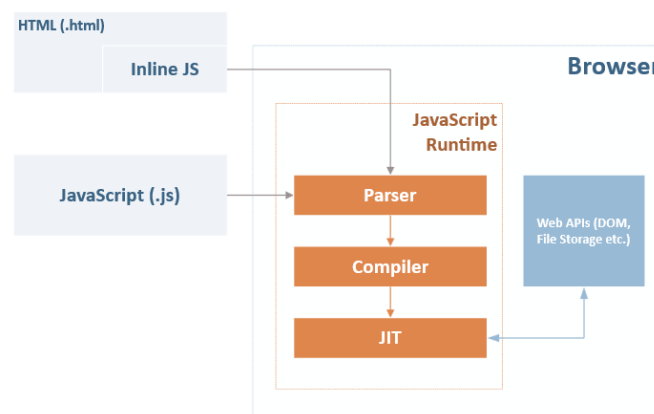 HTML (.html)
Inline JS
Browser
JavaScript
Runtime
JavaScript (.js)
Parser
Web APIs (DOM,
File Storage etc.)
Compiler
JIT